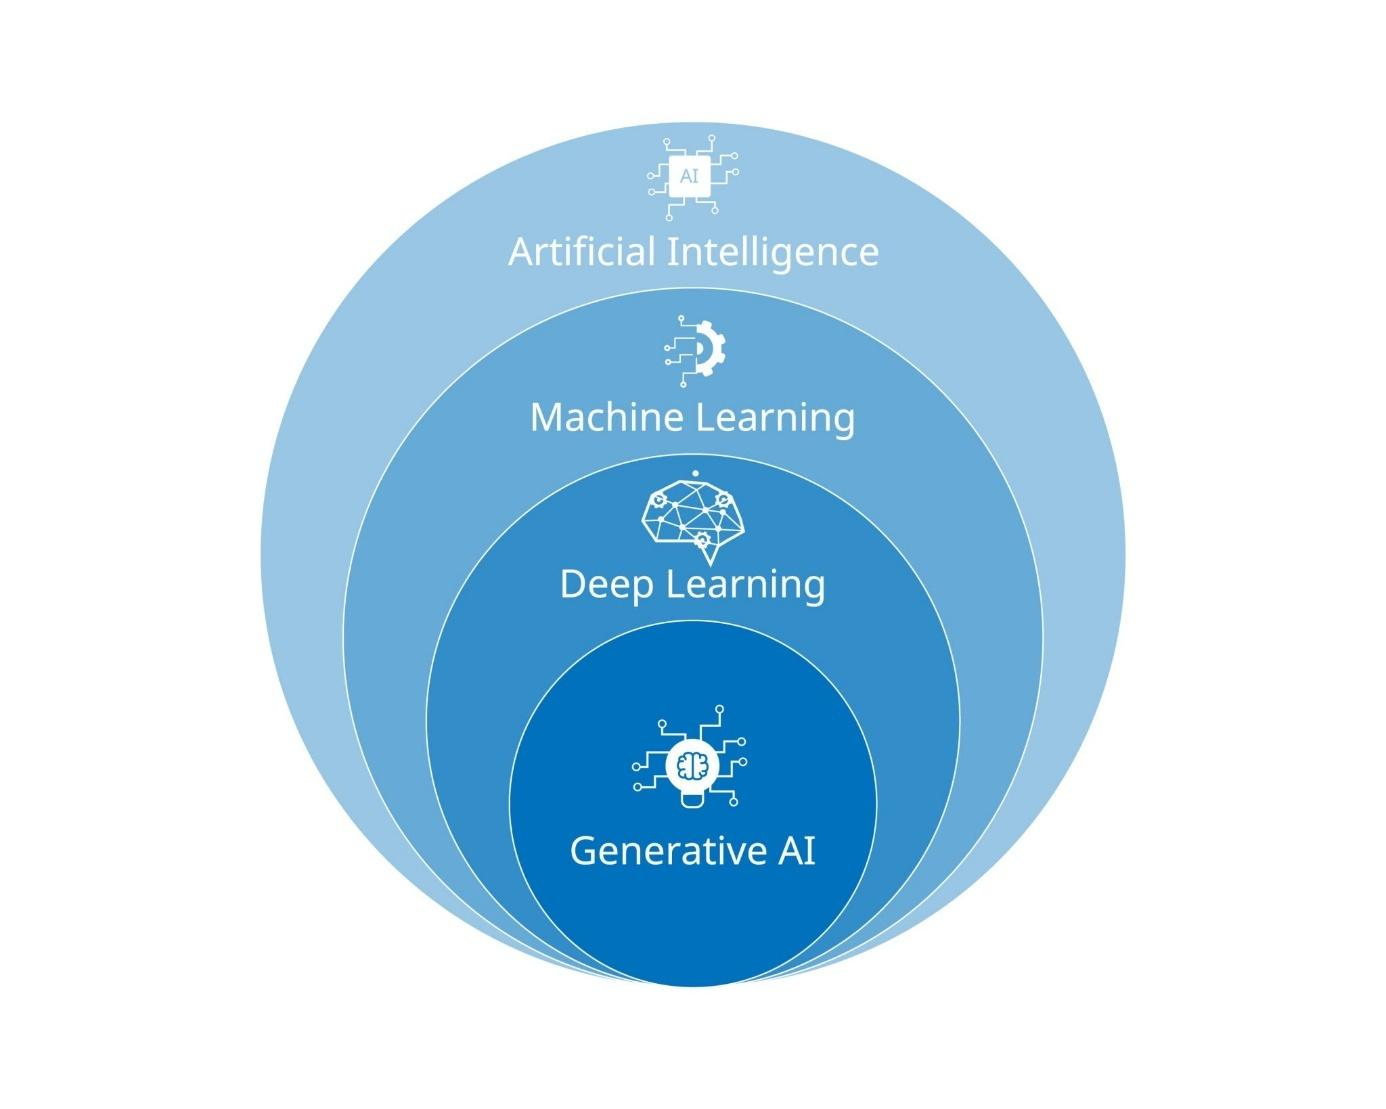 AI
Artificial Intelligence
Machine Learning
Deep Learning
Generative AI